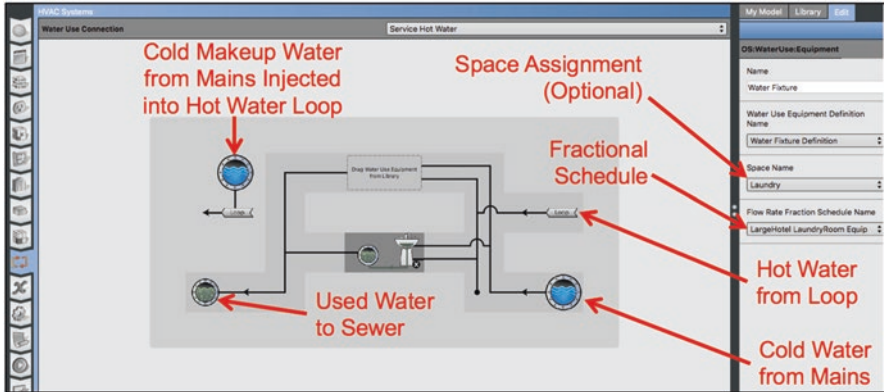 HVAC Systems
My Model Library Edit
Water Use Connection
Service Hot Water
Cold Makeup Water
from Mains Injected
into Hot Water Loop
Space Assignment
(Optional)
Fractional
Schedule
OS:WaterUse:Equipment
Name
Water Fixture
Water Use Equipment Definition
Name
Water Fixture Definition
Space Name
Laundry
Flow Rate Fraction Schedule Name
LargeHotel LaundryRoom Equip
Drag Water Use Equipment
from Library
Loop
Loop
Used Water
to Sewer
Hot Water
from Loop
Cold Water
from Mains